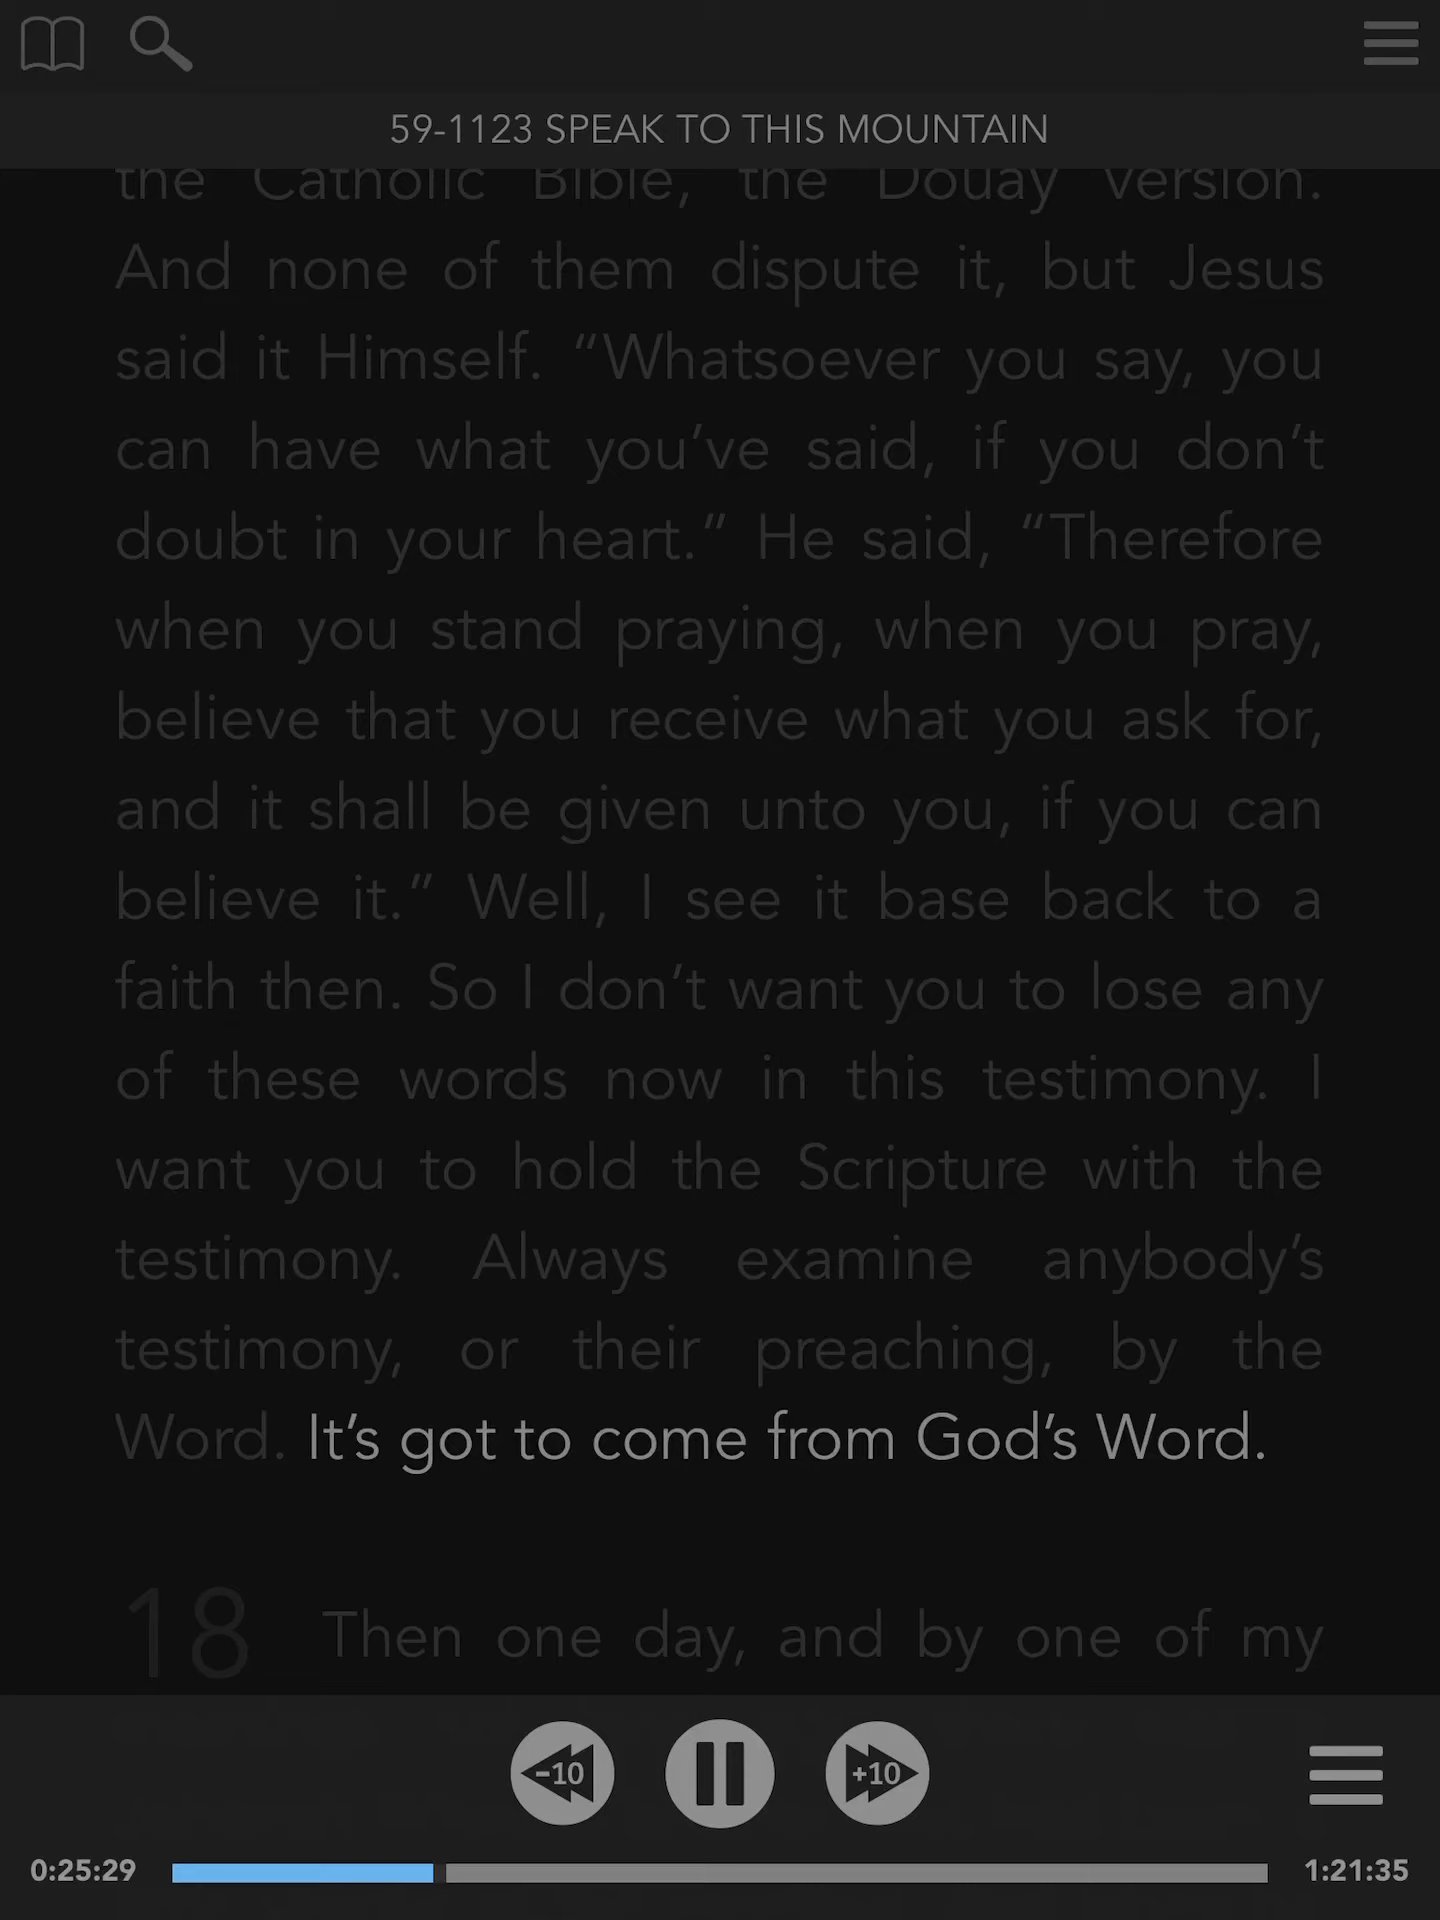 59-1123 SPEAK TO THIS MOUNTAIN
the Catholic Bible, the Douay Version.
And none of them dispute it, but Jesus
said it Himself. “Whatsoever you say, you
can have what you’ve said, if you don’t
doubt in your heart.” He said, “Therefore
when you stand praying, when you pray,
believe that you receive what you ask for,
and it shall be given unto you, if you can
believe it.” Well, I see it base back to a
faith then. So I don’t want you to lose any
of these words now in this testimony. I
want you to hold the Scripture with the
testimony. Always examine anybody’s
testimony, or their preaching, by the
Word. It’s got to come from God’s Word.
18 Then one day, and by one of my
-10 +10
0:25:29 1:21:35